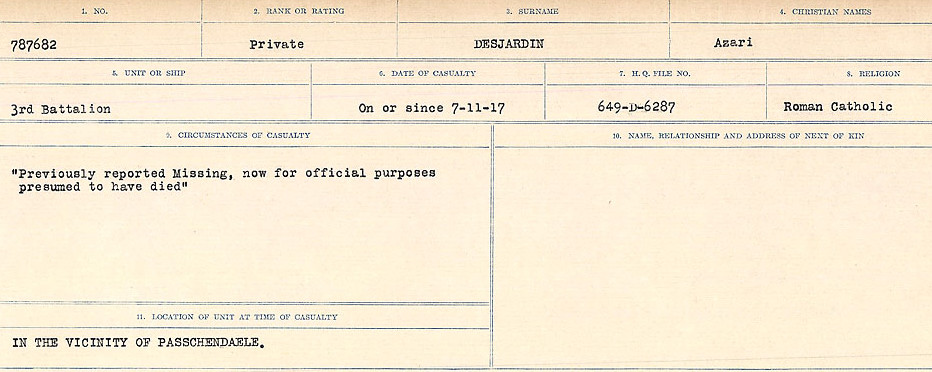 1. NO. 2. RANK OR RATING 3. SURNAME 4. CHRISTIAN NAMES
787682 Private DESJARDIN Azari
5. UNIT OR SHIP 6. DATE OF CASUALTY 7. H. Q. FILE NO. 8. RELIGION
3rd Battalion On or since 7-11-17 649-D-6287 Roman Catholic
9. CIRCUMSTANCES OF CASUALTY 10. NAME, RELATIONSHIP AND ADDRESS OF NEXT OF KIN
"Previously reported Missing, now for official purposes
presumed to have died"
11. LOCATION OF UNIT AT TIME OF CASUALTY
IN THE VICINITY OF PASSCHENDAELE.